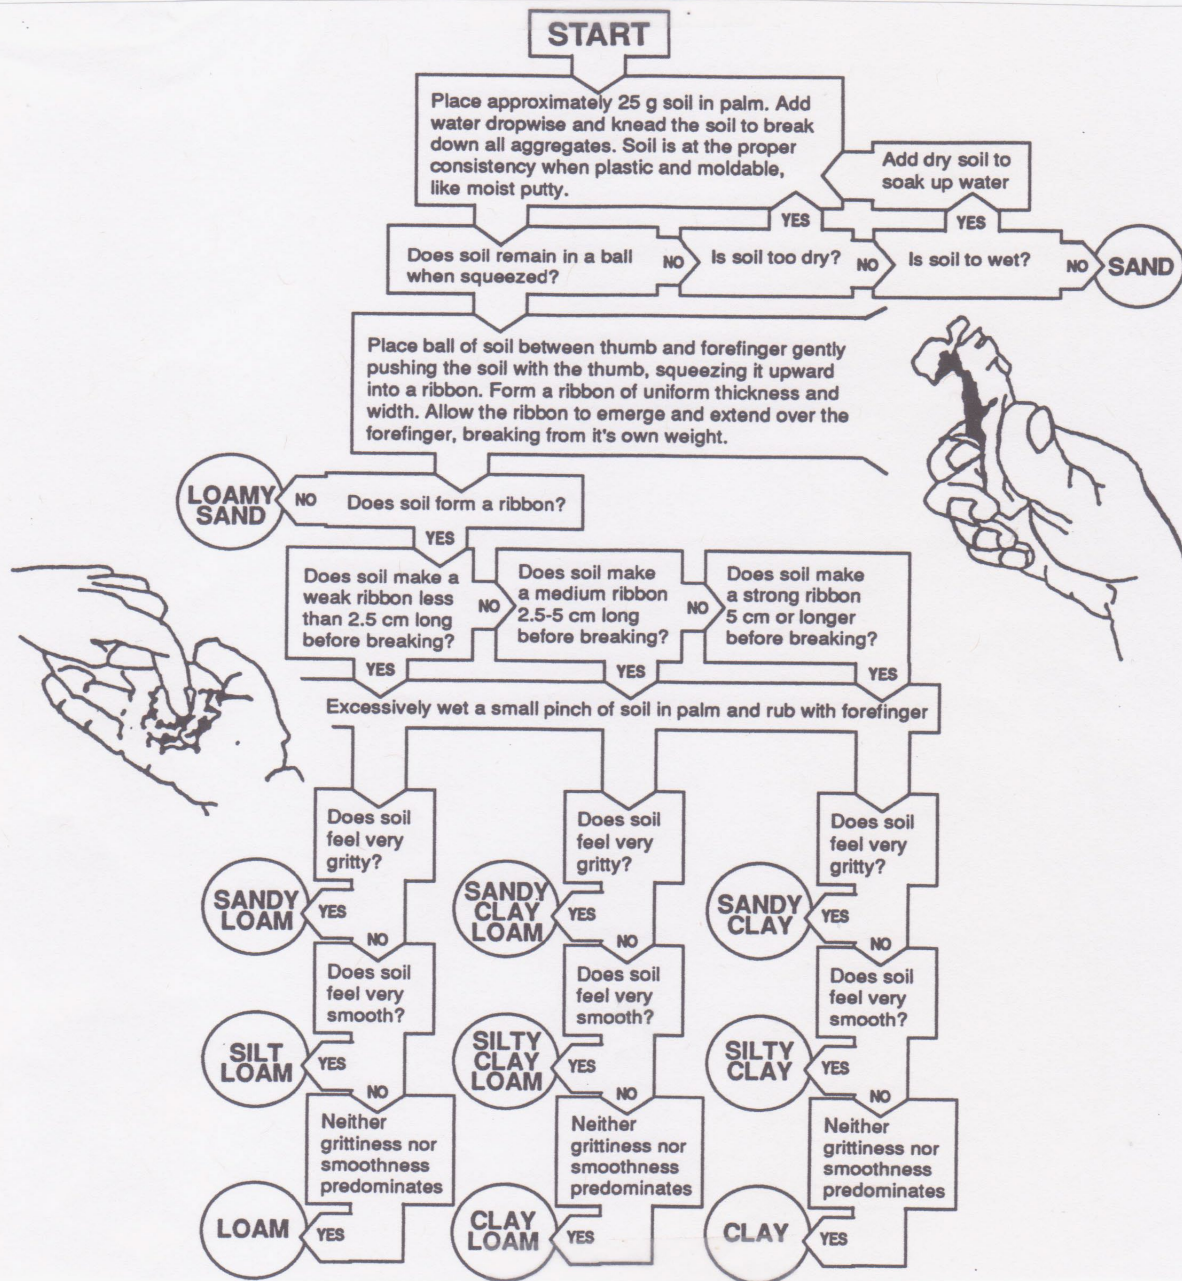 START
Place approximately 25 g soil in palm. Add
water dropwise and knead the soil to break
down all aggregates. Soil is at the proper
consistency when plastic and moldable,
like moist putty.
Add dry soil to
soak up water
YES
YES
Does soil remain in a ball
when squeezed?
NO
Is soil too dry?
NO
Is soil to wet?
NO
SAND
Place ball of soil between thumb and forefinger gently
pushing the soil with the thumb, squeezing it upward
into a ribbon. Form a ribbon of uniform thickness and
width. Allow the ribbon to emerge and extend over the
forefinger, breaking from it's own weight.
LOAMY
SAND
NO
Does soil form a ribbon?
YES
Does soil make a
weak ribbon less
than 2.5 cm long
before breaking?
NO
Does soil make
a medium ribbon
2.5-5 cm long
before breaking?
NO
Does soil make
a strong ribbon
5 cm or longer
before breaking?
YES
YES
YES
Excessively wet a small pinch of soil in palm and rub with forefinger
Does soil
feel very
gritty?
Does soil
feel very
gritty?
Does soil
feel very
gritty?
SANDY
LOAM
YES
SANDY
CLAY
LOAM
YES
SANDY
CLAY
YES
NO
NO
NO
Does soil
feel very
smooth?
Does soil
feel very
smooth?
Does soil
feel very
smooth?
SILT
LOAM
YES
SILTY
CLAY
LOAM
YES
SILTY
CLAY
YES
NO
NO
NO
Neither
grittiness nor
smoothness
predominates
Neither
grittiness nor
smoothness
predominates
Neither
grittiness nor
smoothness
predominates
LOAM
YES
CLAY
LOAM
YES
CLAY
YES